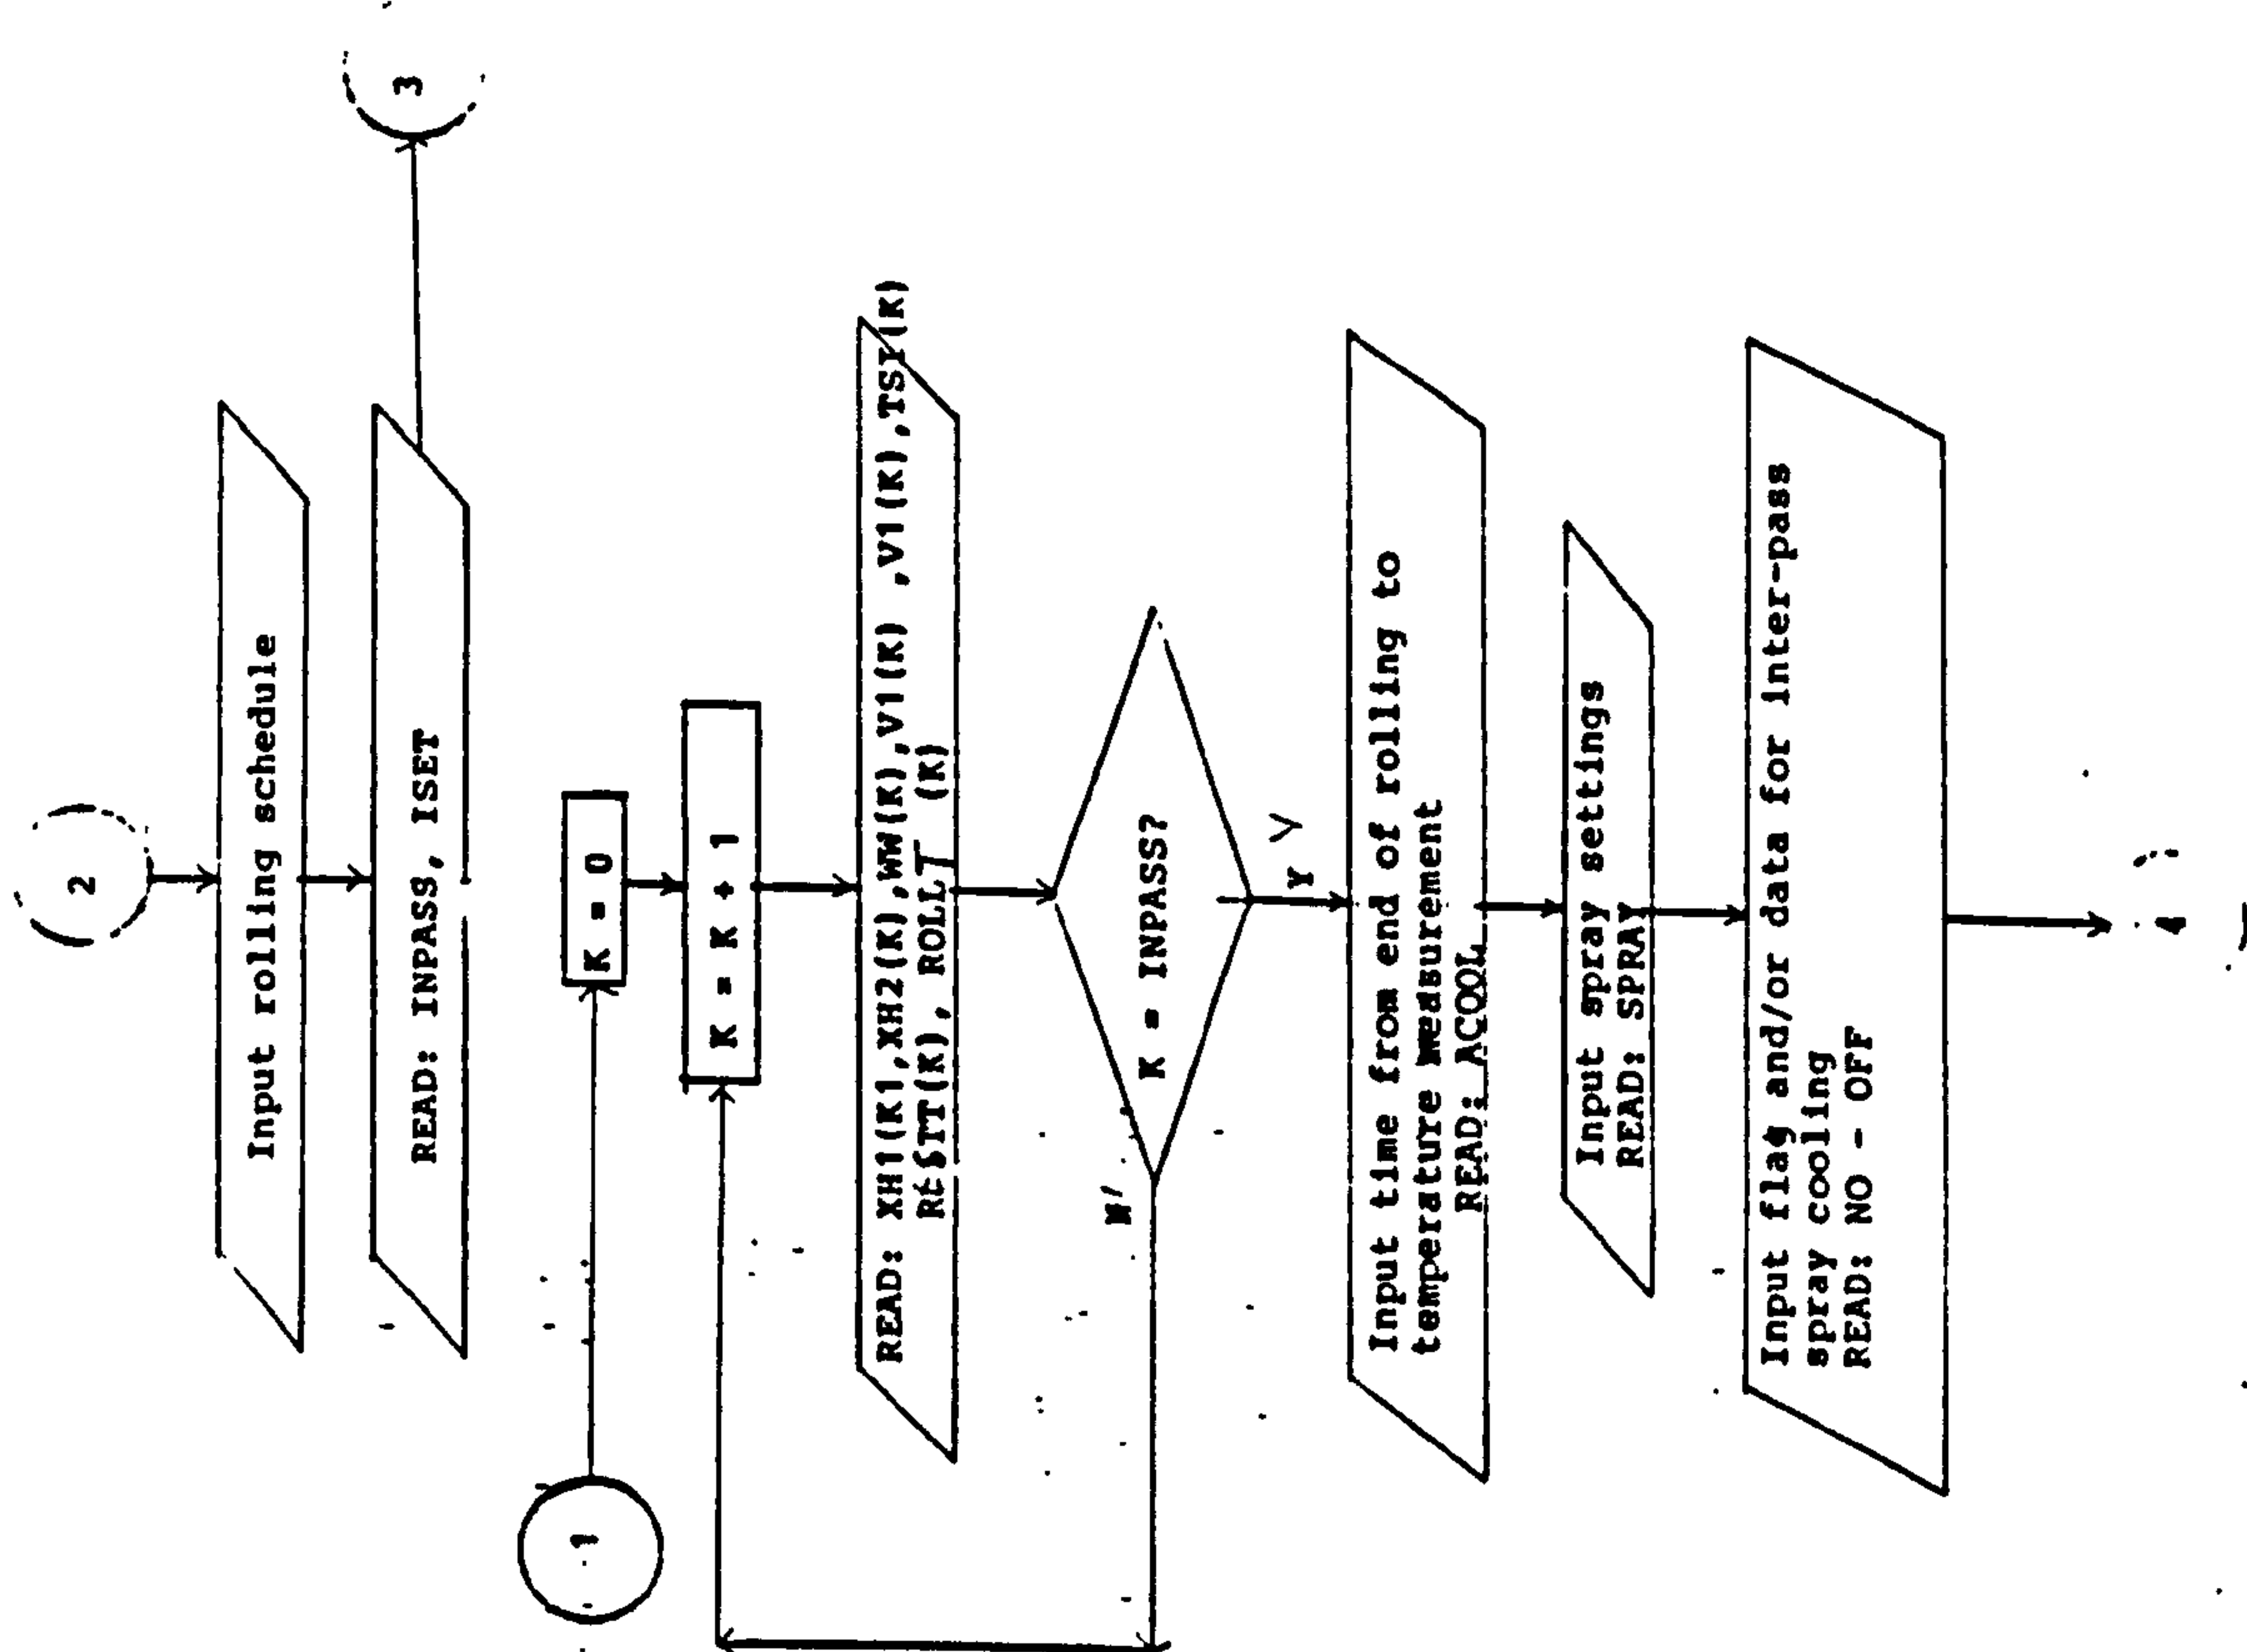 2
Input rolling schedule
READ: INPASS, ISET
3
1
K = 0
K = K + 1
READ: XH1(K1,XH2(K),WW(K),V1(K) ,V1(K),TSI(K)
RESTT(K), ROLLT (K)
K = INPASS?
N
Y
Input time from end of rolling to
temperature measurement
READ: ACOOL
Input spray settings
READ: SPRAY
Input flag and/or data for inter-pass
spray cooling
READ: NO - OFF
4